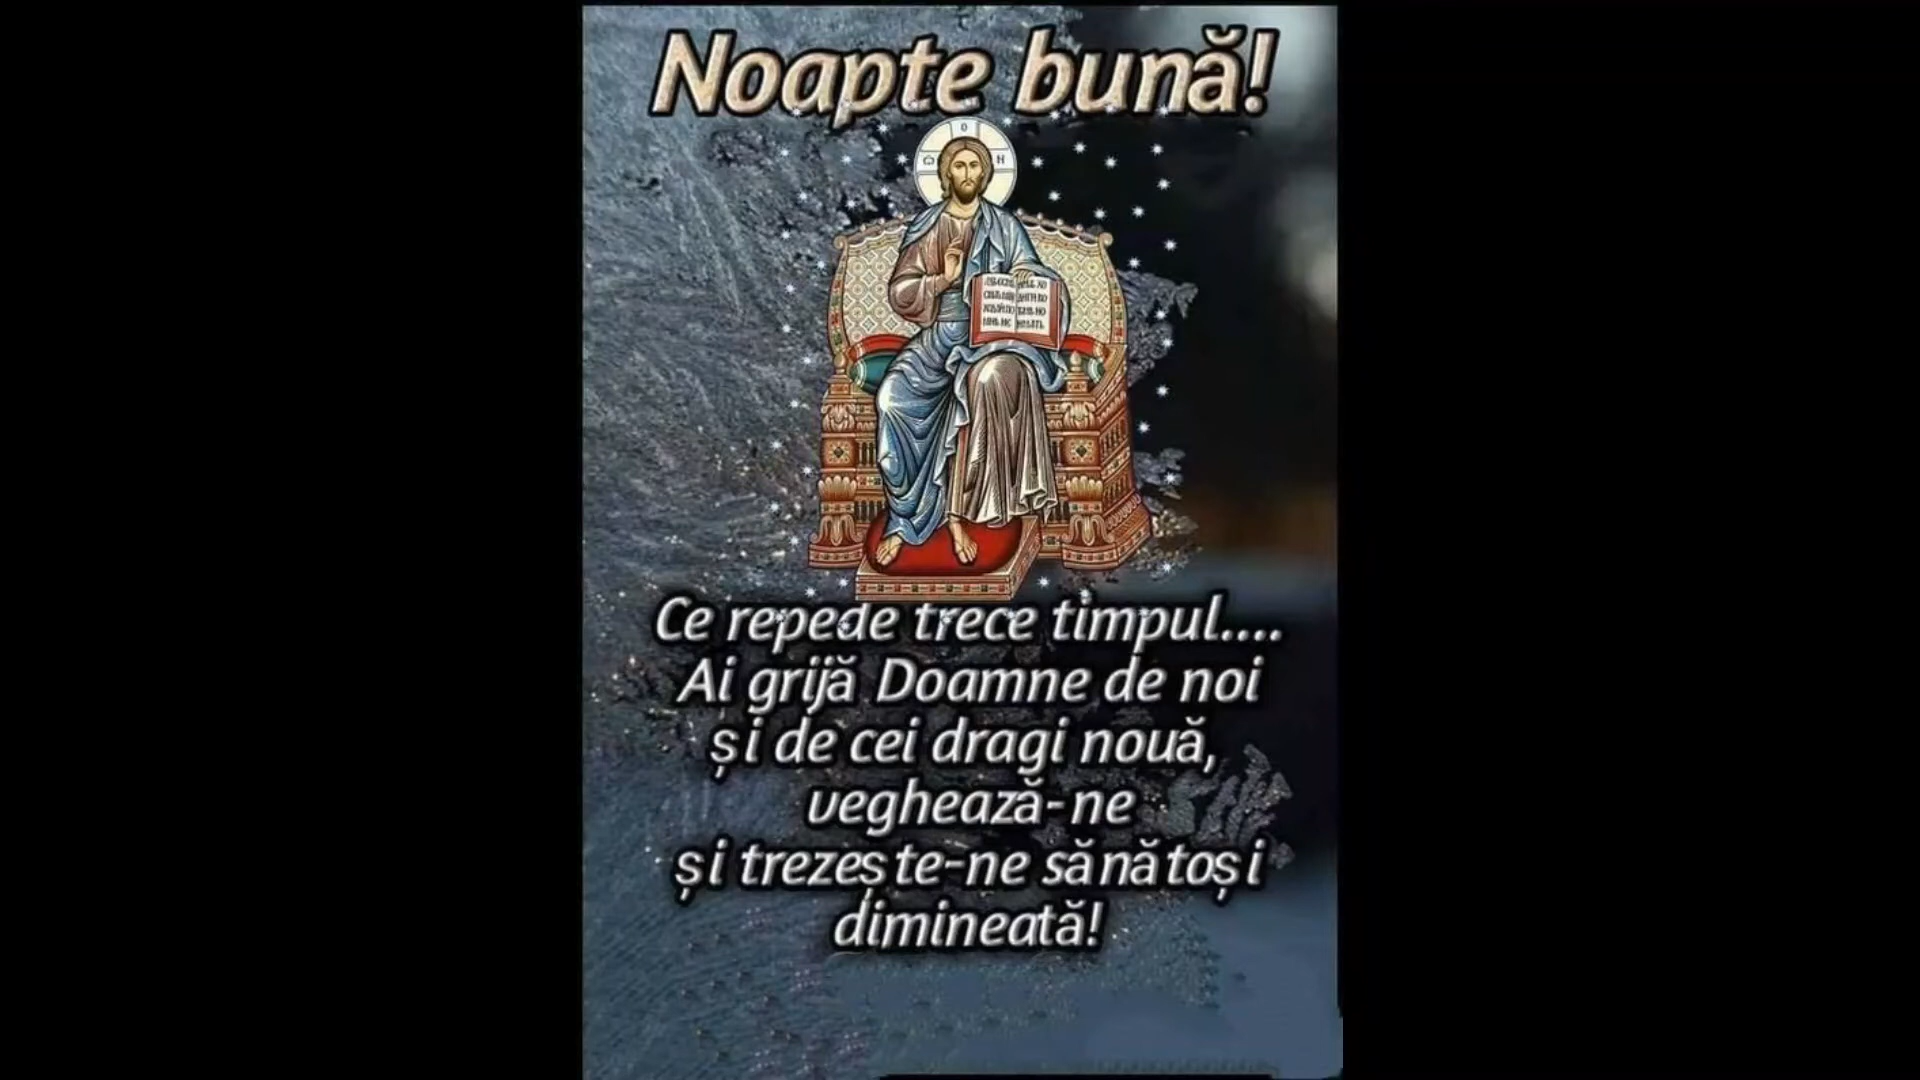 Noapte bună!
Ce repede trece timpul....
Ai grijă Doamne de noi
și de cei dragi nouă,
veghează-ne
și trezește-ne sănătoși
dimineată!